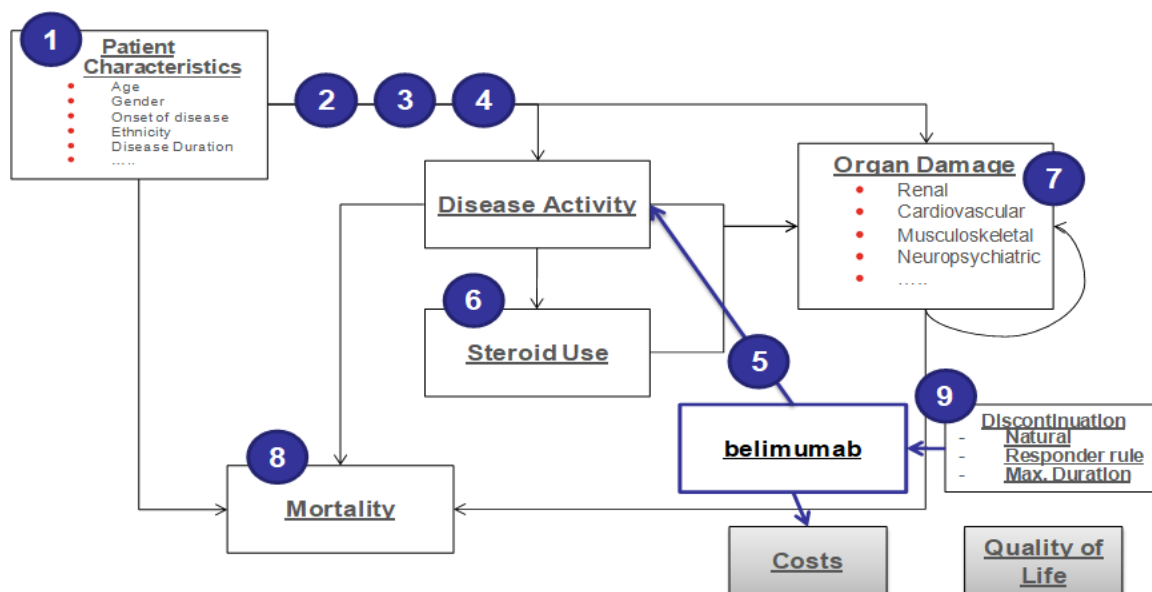 1
Patient
Characteristics
Age
Gender
Onset of disease
Ethnicity
Disease Duration
.....
2
3
4
Disease Activity
Organ Damage
7
Renal
Cardiovascular
Musculoskeletal
Neuropsychiatric
.....
6
Steroid Use
5
belimumab
9
Discontinuation
- Natural
- Responder rule
- Max. Duration
8
Mortality
Costs
Quality of
Life